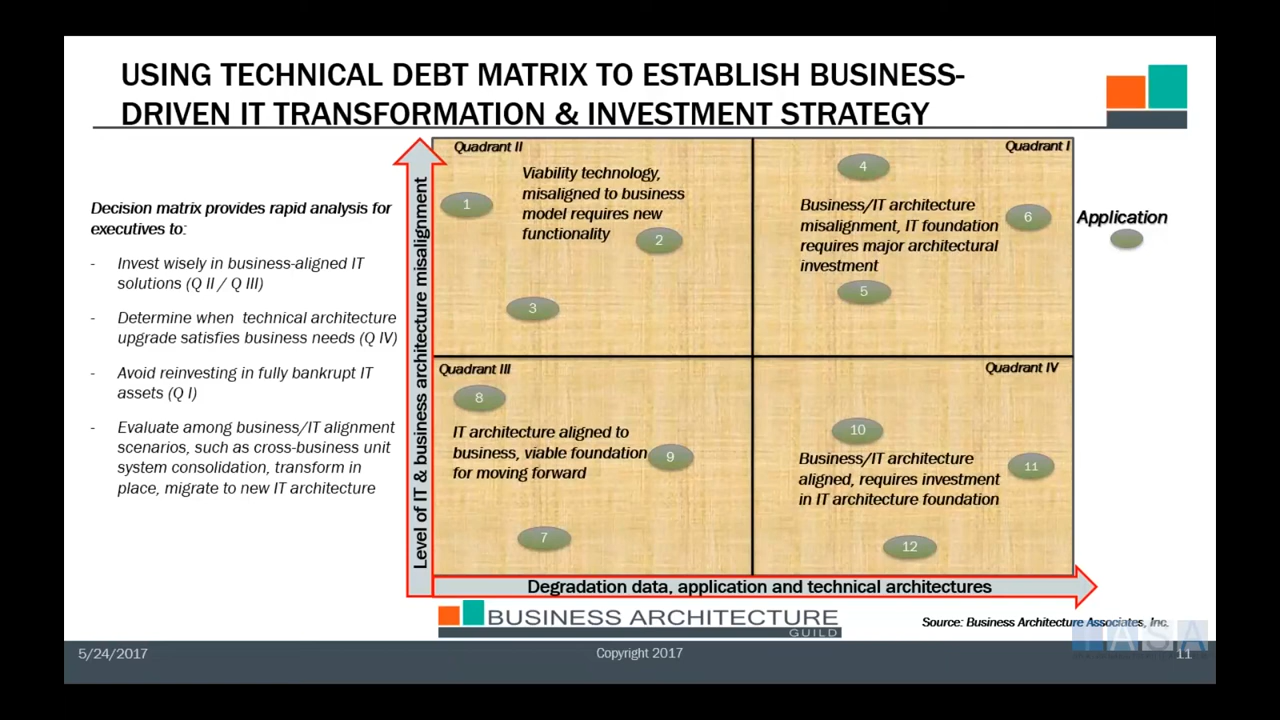 USING TECHNICAL DEBT MATRIX TO ESTABLISH BUSINESS-
DRIVEN IT TRANSFORMATION & INVESTMENT STRATEGY
Decision matrix provides rapid analysis for
executives to:
- Invest wisely in business-aligned IT
solutions (Q II / Q III)
- Determine when technical architecture
upgrade satisfies business needs (Q IV)
- Avoid reinvesting in fully bankrupt IT
assets (Q I)
- Evaluate among business/IT alignment
scenarios, such as cross-business unit
system consolidation, transform in
place, migrate to new IT architecture
Level of IT & business architecture misalignment
Quadrant II
Viability technology,
misaligned to business
model requires new
functionality
1
2
3
Quadrant I
4
Business/IT architecture
misalignment, IT foundation
requires major architectural
investment
6
5
Application
Quadrant III
8
IT architecture aligned to
business, viable foundation
for moving forward
9
7
Quadrant IV
10
Business/IT architecture
aligned, requires investment
in IT architecture foundation
11
12
Degradation data, application and technical architectures
BUSINESS ARCHITECTURE
GUILD
Source: Business Architecture Associates, Inc.
IASA
5/24/2017
Copyright 2017
11